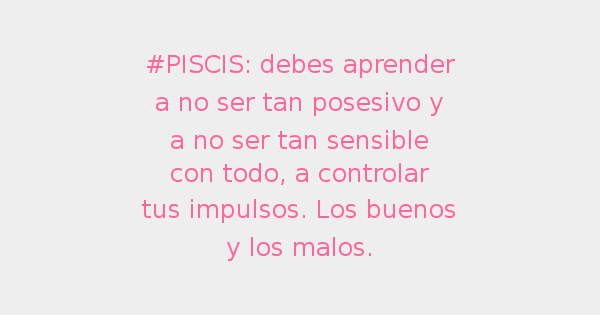 #PISCIS: debes aprender
a no ser tan posesivo y
a no ser tan sensible
con todo, a controlar
tus impulsos. Los buenos
y los malos.